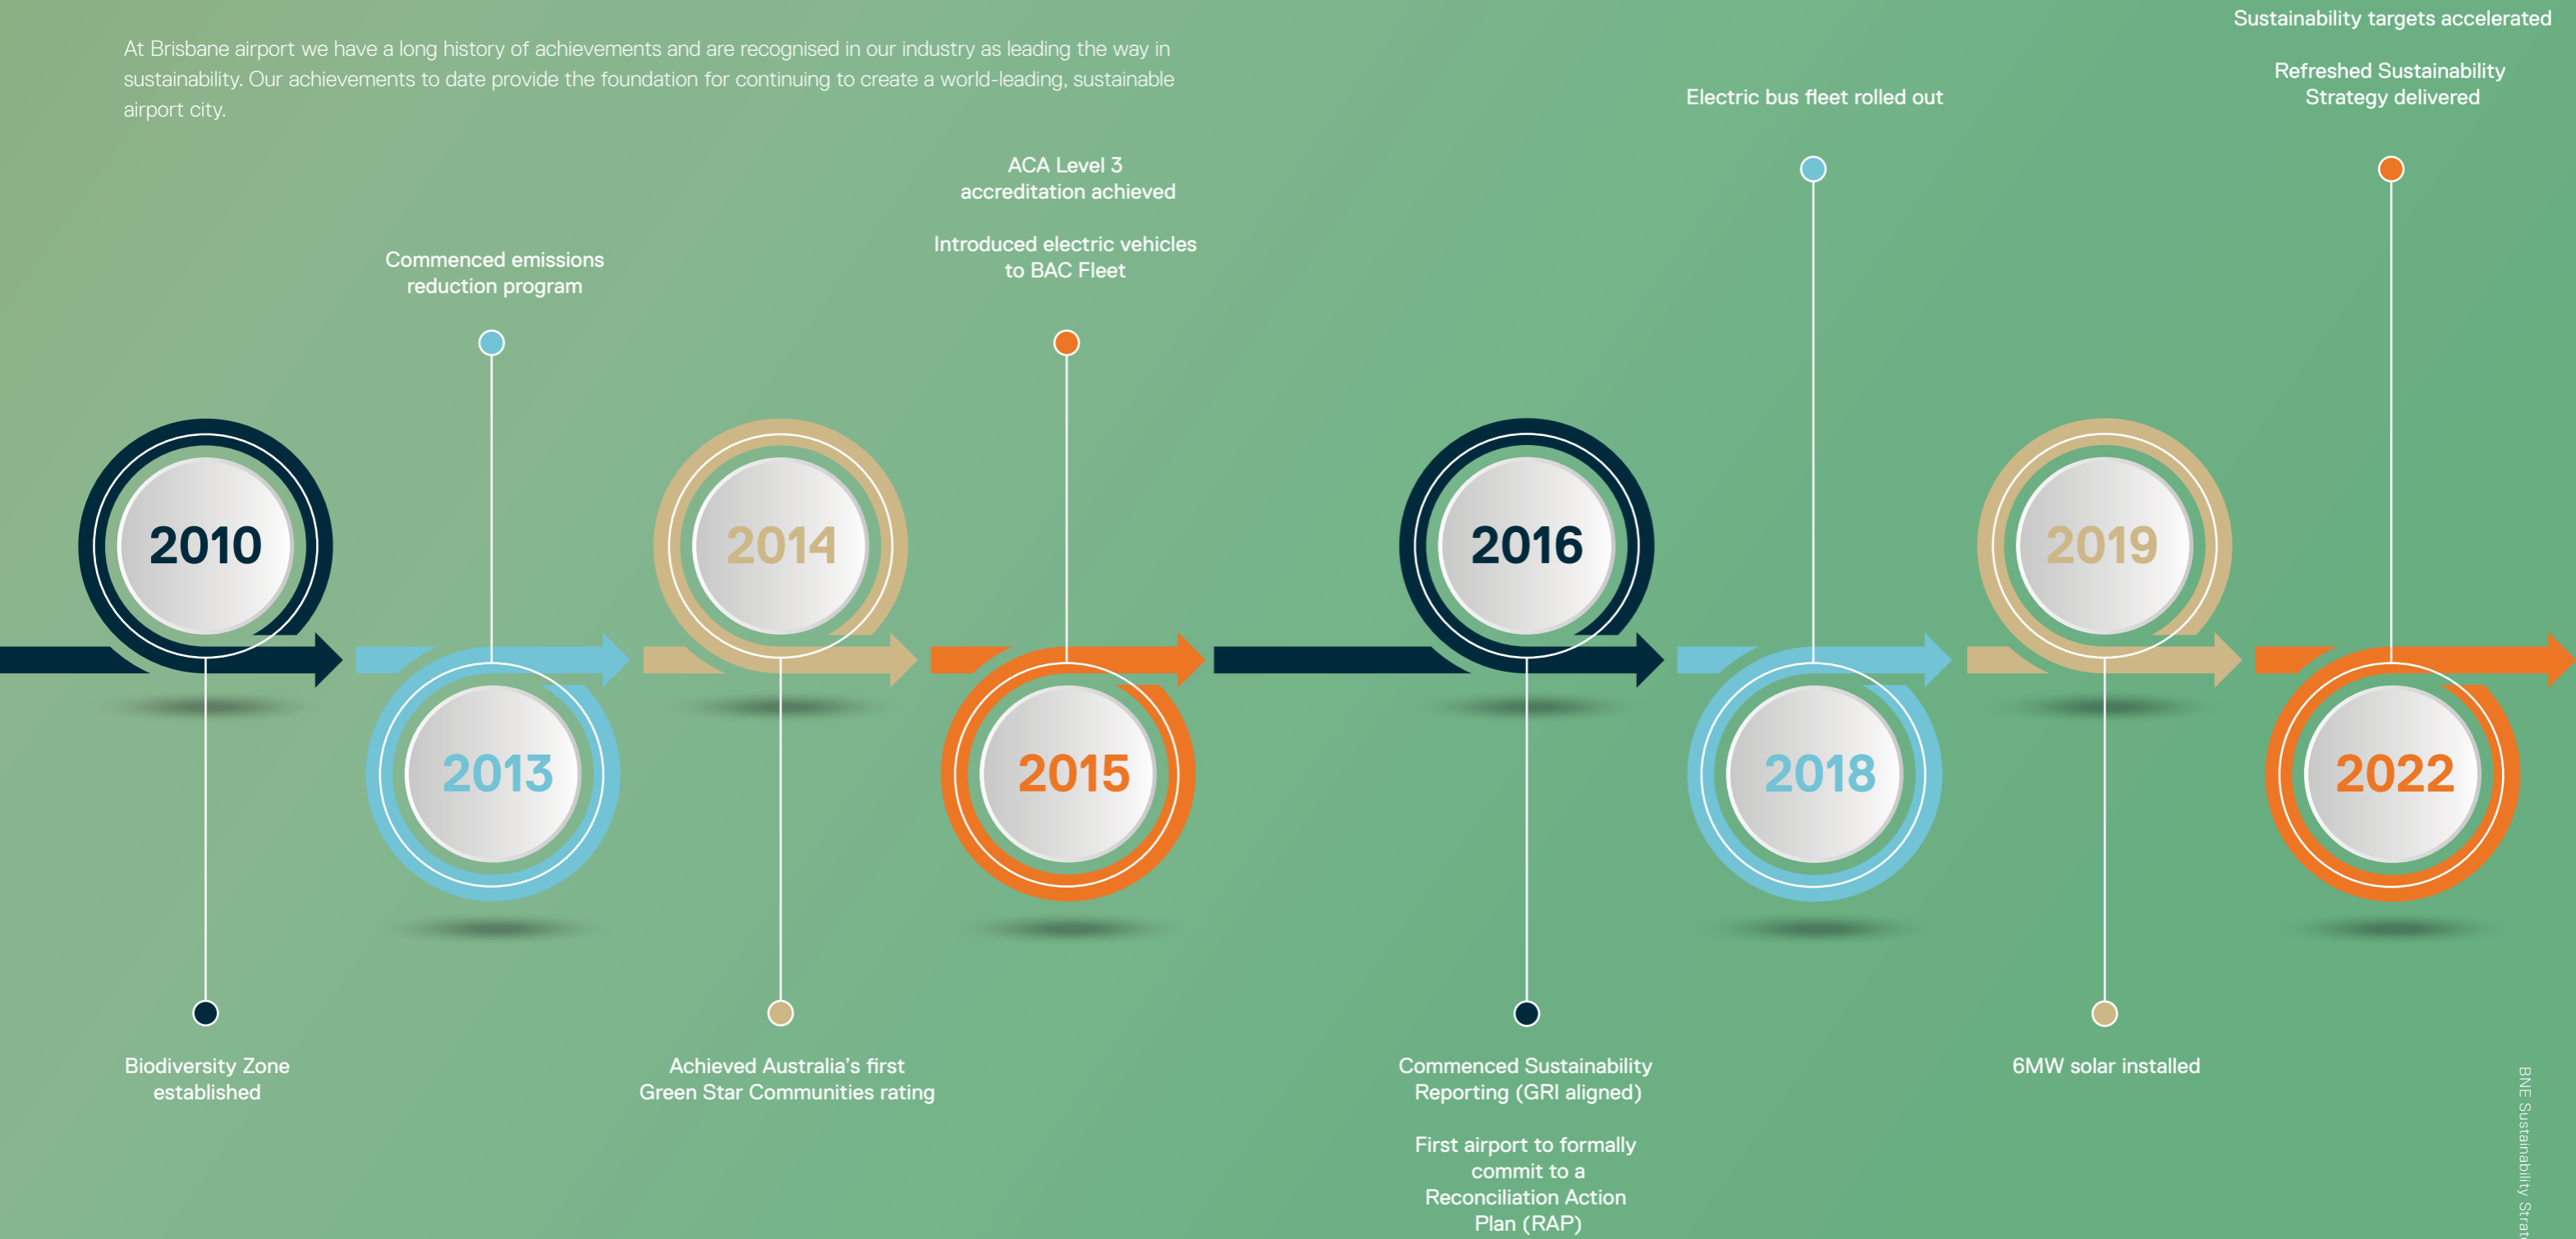 At Brisbane airport we have a long history of achievements and are recognised in our industry as leading the way in
sustainability. Our achievements to date provide the foundation for continuing to create a world-leading, sustainable
airport city.
2010
Biodiversity Zone
established
Commenced emissions
reduction program
2013
2014
Achieved Australia’s first
Green Star Communities rating
ACA Level 3
accreditation achieved
Introduced electric vehicles
to BAC Fleet
2015
2016
Commenced Sustainability
Reporting (GRI aligned)
First airport to formally
commit to a
Reconciliation Action
Plan (RAP)
Electric bus fleet rolled out
2018
2019
6MW solar installed
Sustainability targets accelerated
Refreshed Sustainability
Strategy delivered
2022
BNE Sustainability